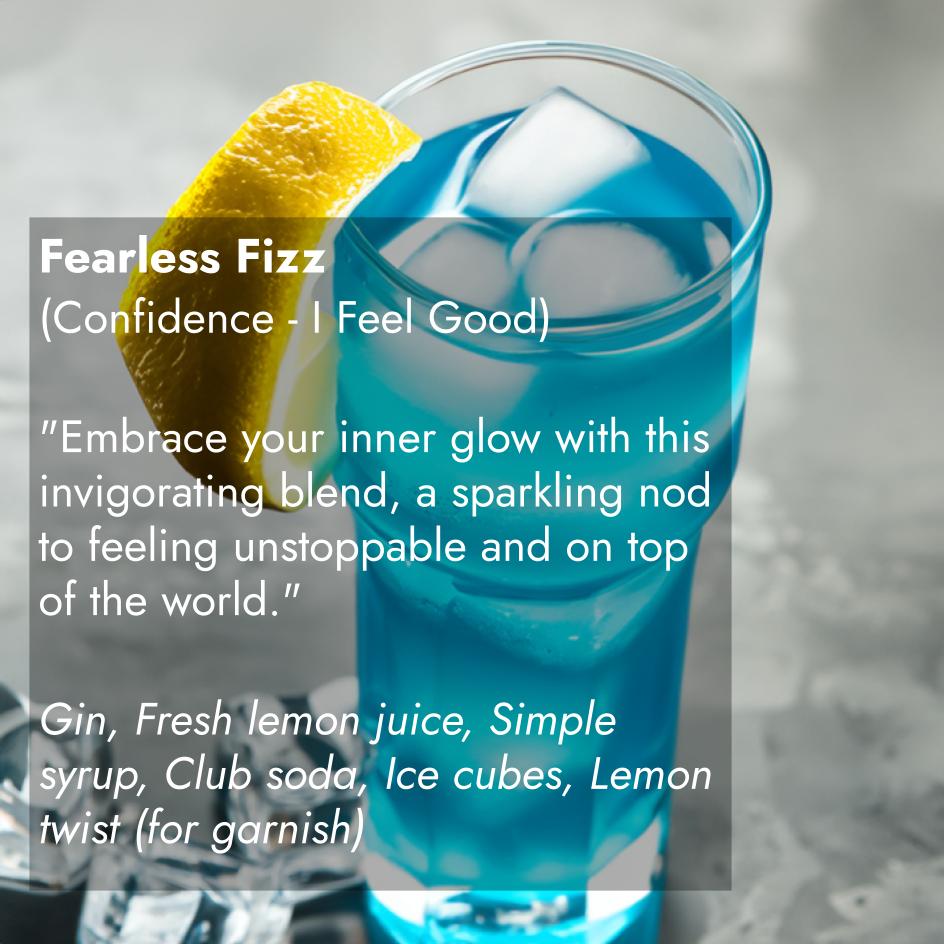 Fearless Fizz
(Confidence - I Feel Good)
"Embrace your inner glow with this
invigorating blend, a sparkling nod
to feeling unstoppable and on top
of the world."
Gin, Fresh lemon juice, Simple
syrup, Club soda, Ice cubes, Lemon
twist (for garnish)